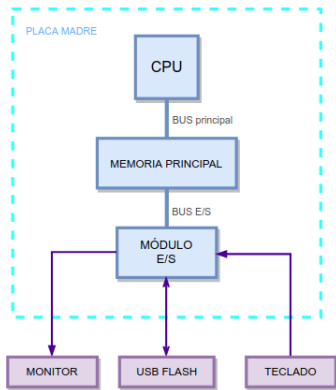 PLACA MADRE
CPU
BUS principal
MEMORIA PRINCIPAL
BUS E/S
MÓDULO
E/S
MONITOR
USB FLASH
TECLADO